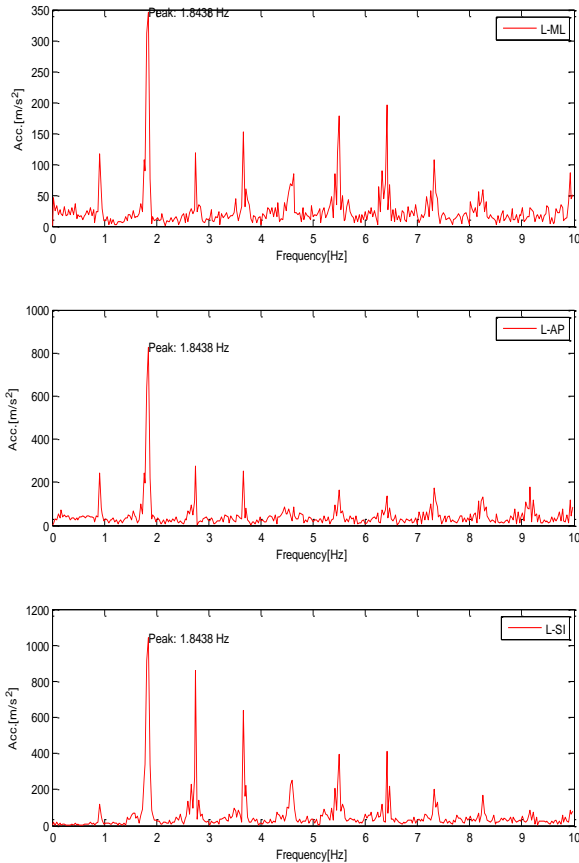 Peak: 1.8438 Hz
L-ML
350
300
250
200
150
100
50
0
Acc.[m/s²]
0 1 2 3 4 5 6 7 8 9 10
Frequency[Hz]
1000
800
600
400
200
0
Acc.[m/s²]
Peak: 1.8438 Hz
L-AP
0 1 2 3 4 5 6 7 8 9 10
Frequency[Hz]
1200
1000
800
600
400
200
0
Acc.[m/s²]
Peak: 1.8438 Hz
L-SI
0 1 2 3 4 5 6 7 8 9 10
Frequency[Hz]